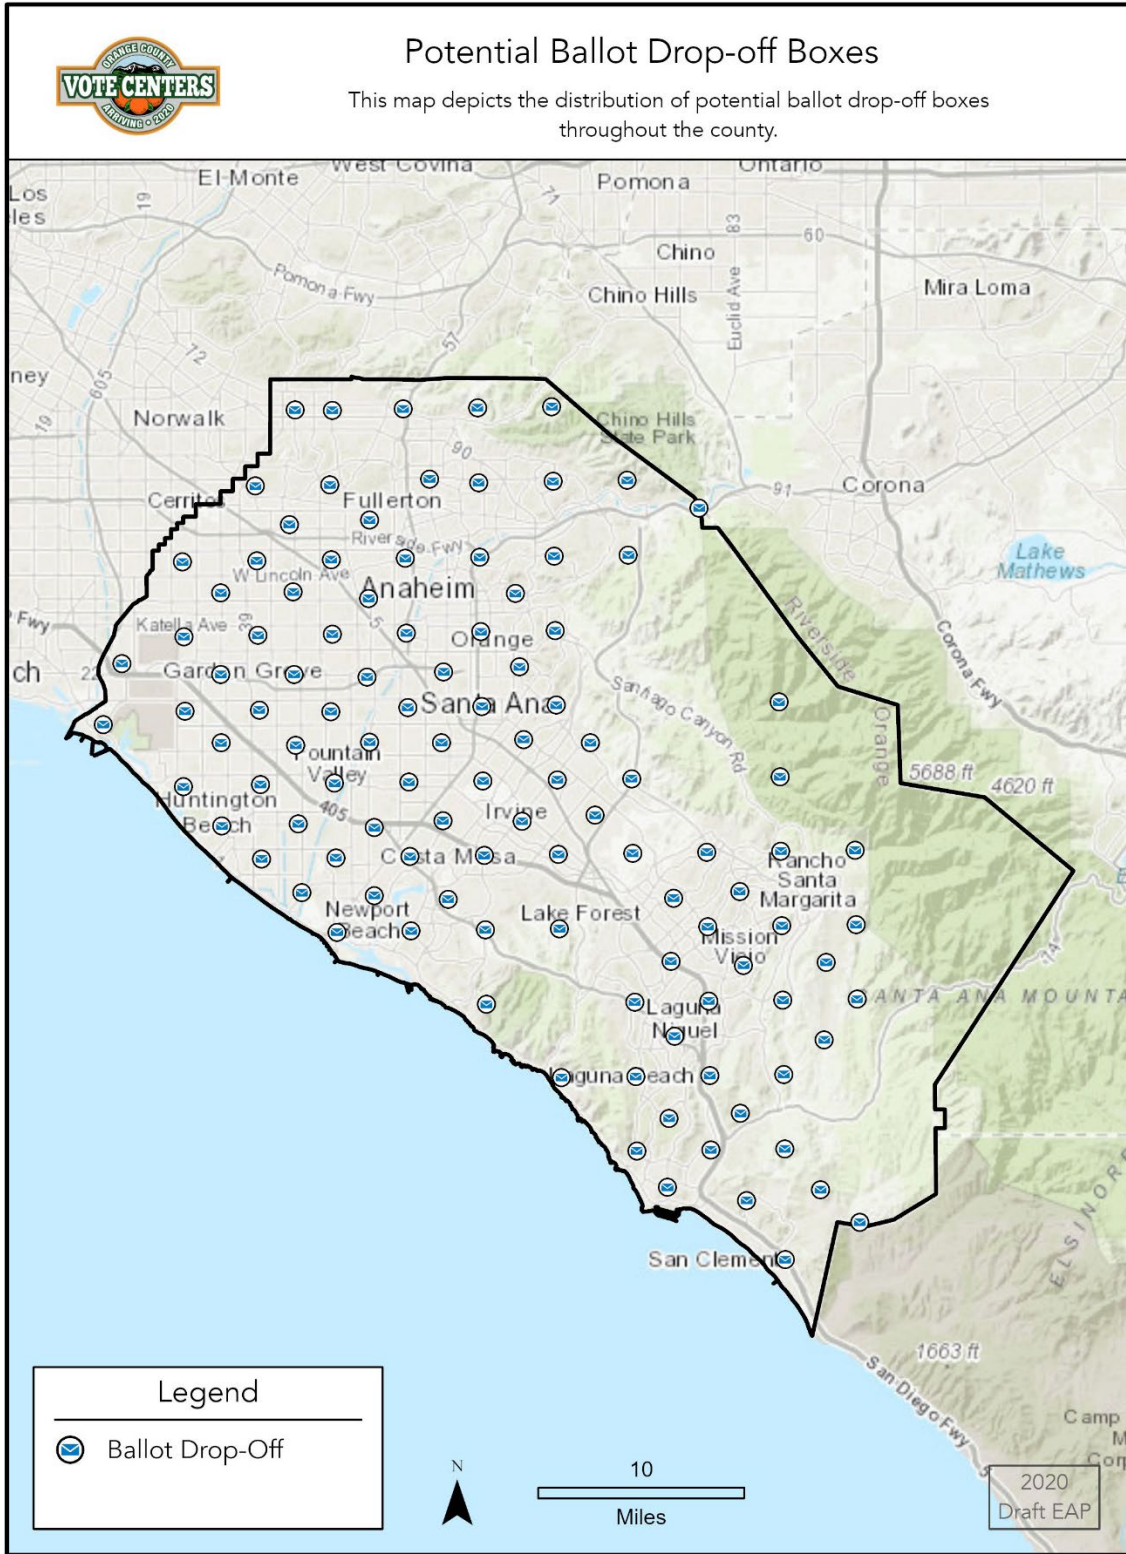 ORANGE COUNTY
VOTE CENTERS
ARRIVING • 2020
Potential Ballot Drop-off Boxes
This map depicts the distribution of potential ballot drop-off boxes
throughout the county.
West Covina
Ontario
El Monte
Pomona
Los
les
19
71
83
60
Chino
Pomona Fwy
Chino Hills
Euclid Ave
Mira Loma
57
72
ney
605
Norwalk
19
Chino Hills
State Park
90
91
Corona
Cerritos
Fullerton
Riverside Fwy
Lake
Mathews
W Lincoln Ave
Anaheim
Riverside
Fwy
Katella Ave
39
5
Orange
Corona Fwy
ch
22
Garden Grove
Santa Ana
Santiago Canyon Rd
Orange
Fountain
Valley
5688 ft
4620 ft
Huntington
Beach
405
Irvine
Costa Mesa
Rancho
Santa
Margarita
Newport
Beach
Lake Forest
Mission
Viejo
74
SANTA ANA MOUNTA
Laguna
Niguel
Laguna Beach
ELSINORE
San Clemente
1663 ft
San Diego Fwy
5
Camp
M
Corp
Legend
Ballot Drop-Off
N
10
Miles
2020
Draft EAP